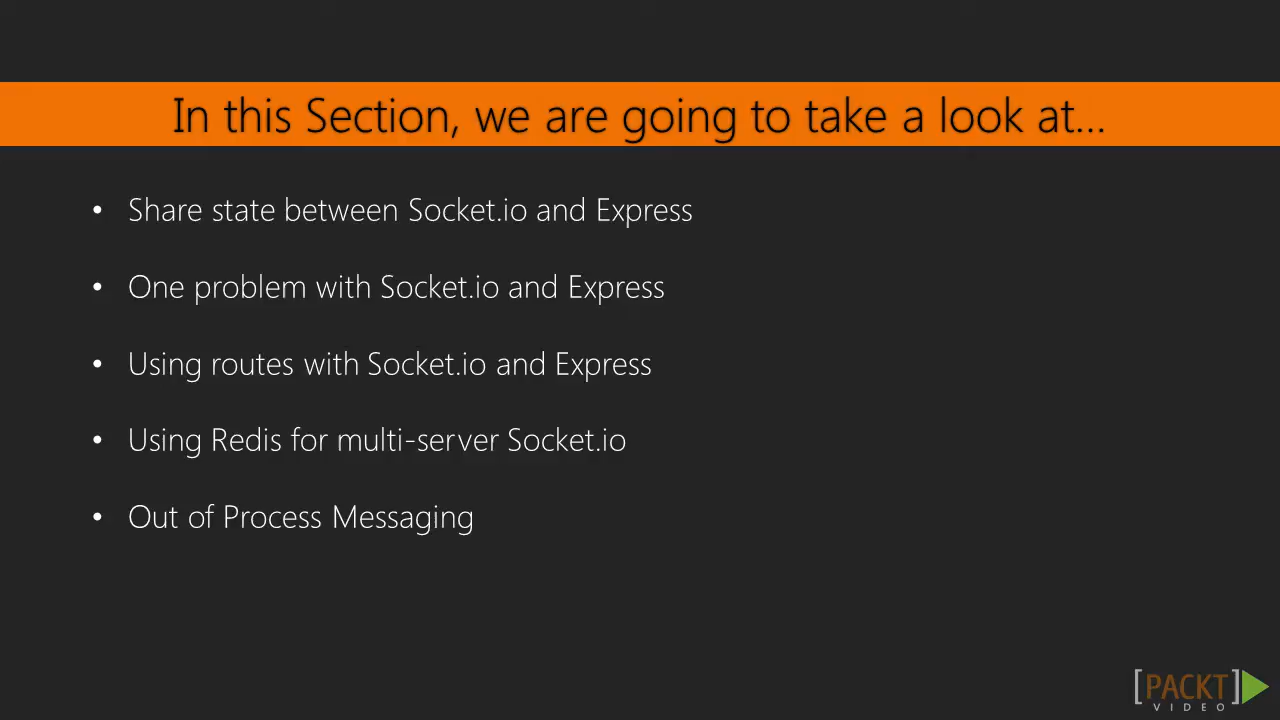 In this Section, we are going to take a look at...
• Share state between Socket.io and Express
• One problem with Socket.io and Express
• Using routes with Socket.io and Express
• Using Redis for multi-server Socket.io
• Out of Process Messaging
[PACKT]
VIDEO